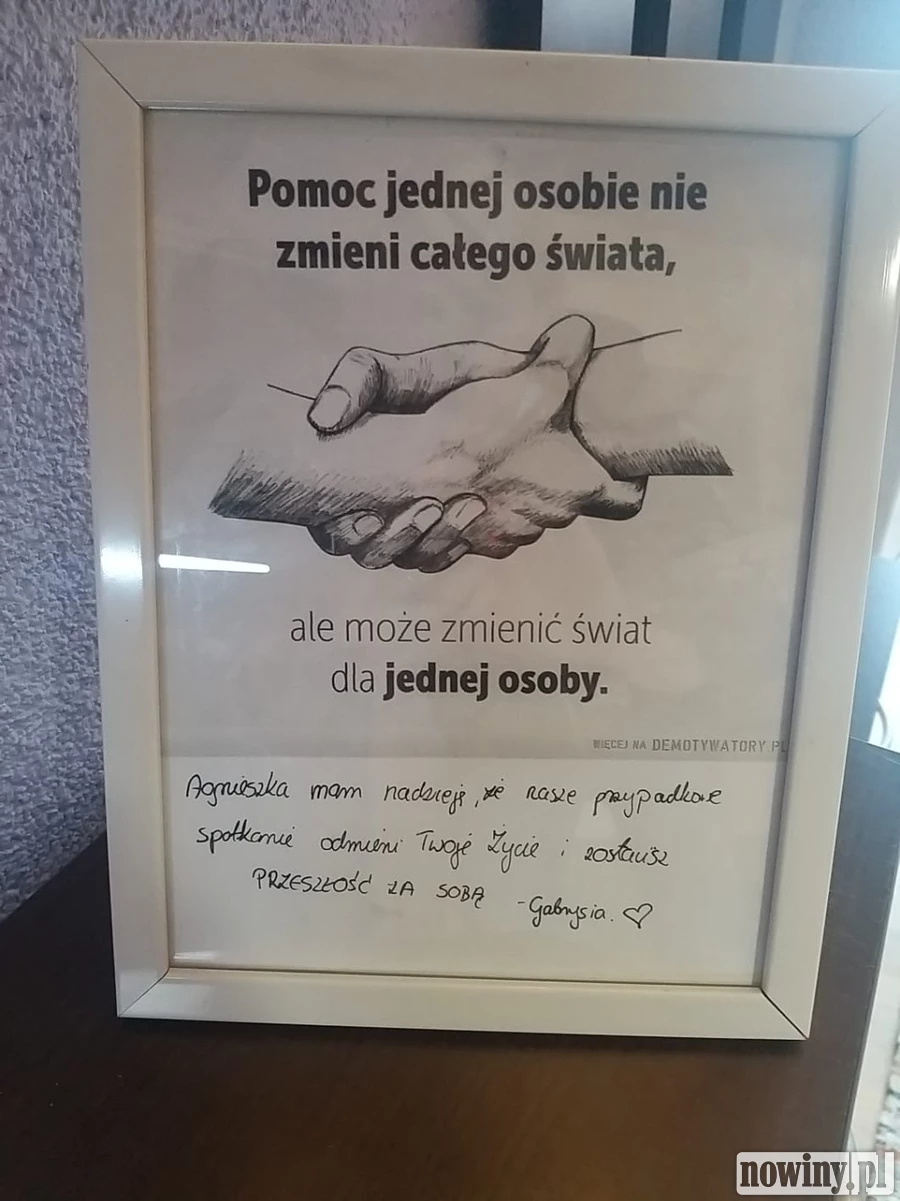 Pomoc jednej osobie nie
zmieni całego świata,
ale może zmienić świat
dla jednej osoby.
WIĘCEJ NA DEMOTYWATORY.PL
Agnieszka mam nadzieję, że nasze przypadkowe
spotkanie odmieni Twoje Życie i zostawisz
PRZESZŁOŚĆ ZA SOBĄ
- Gabrysia. ♡
nowiny.pl